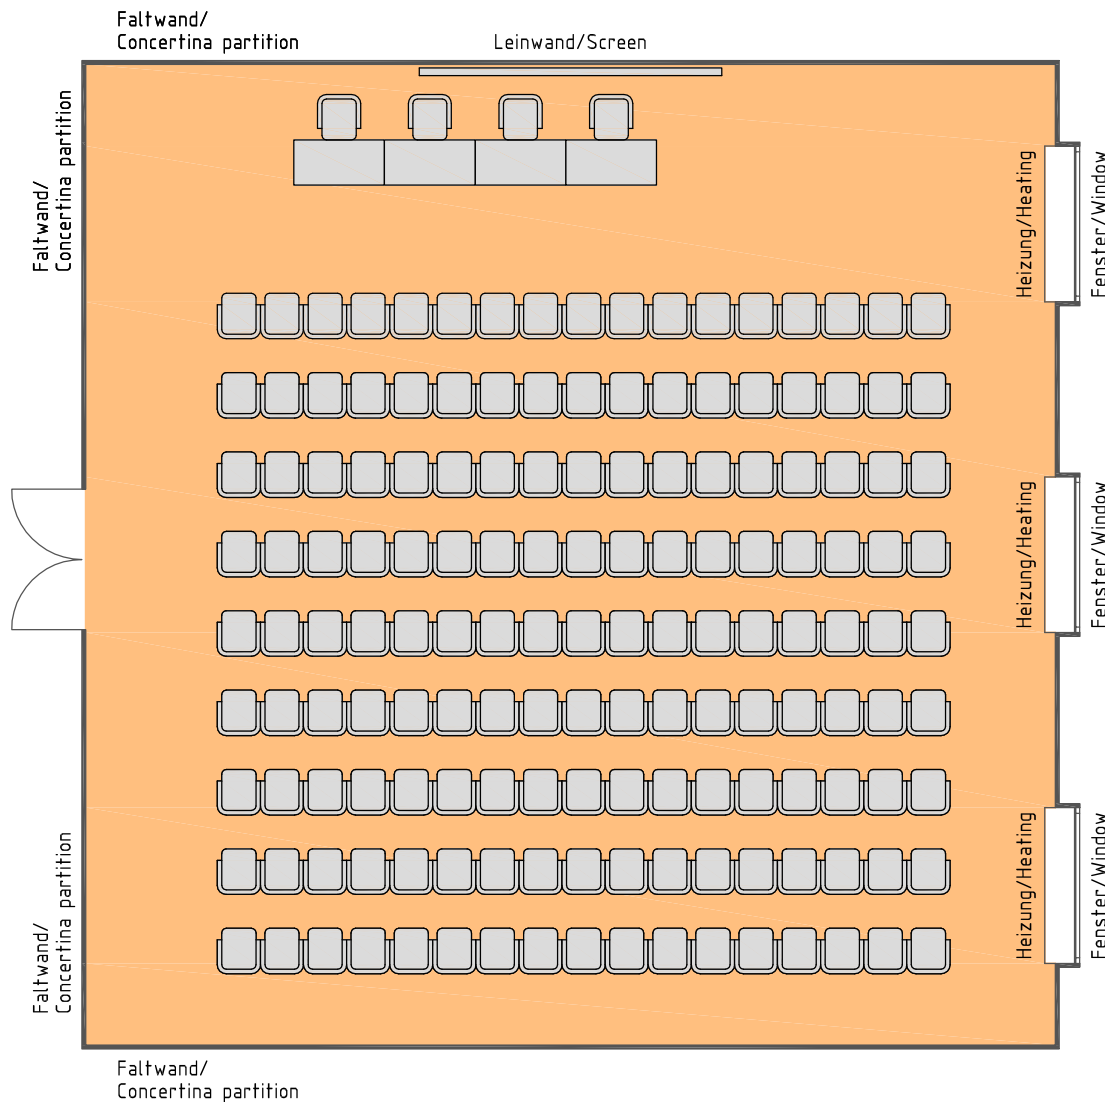 Faltwand/
Concertina partition
Leinwand/Screen
Faltwand/
Concertina partition
Heizung/Heating
Fenster/Window
Heizung/Heating
Fenster/Window
Faltwand/
Concertina partition
Heizung/Heating
Fenster/Window
Faltwand/
Concertina partition